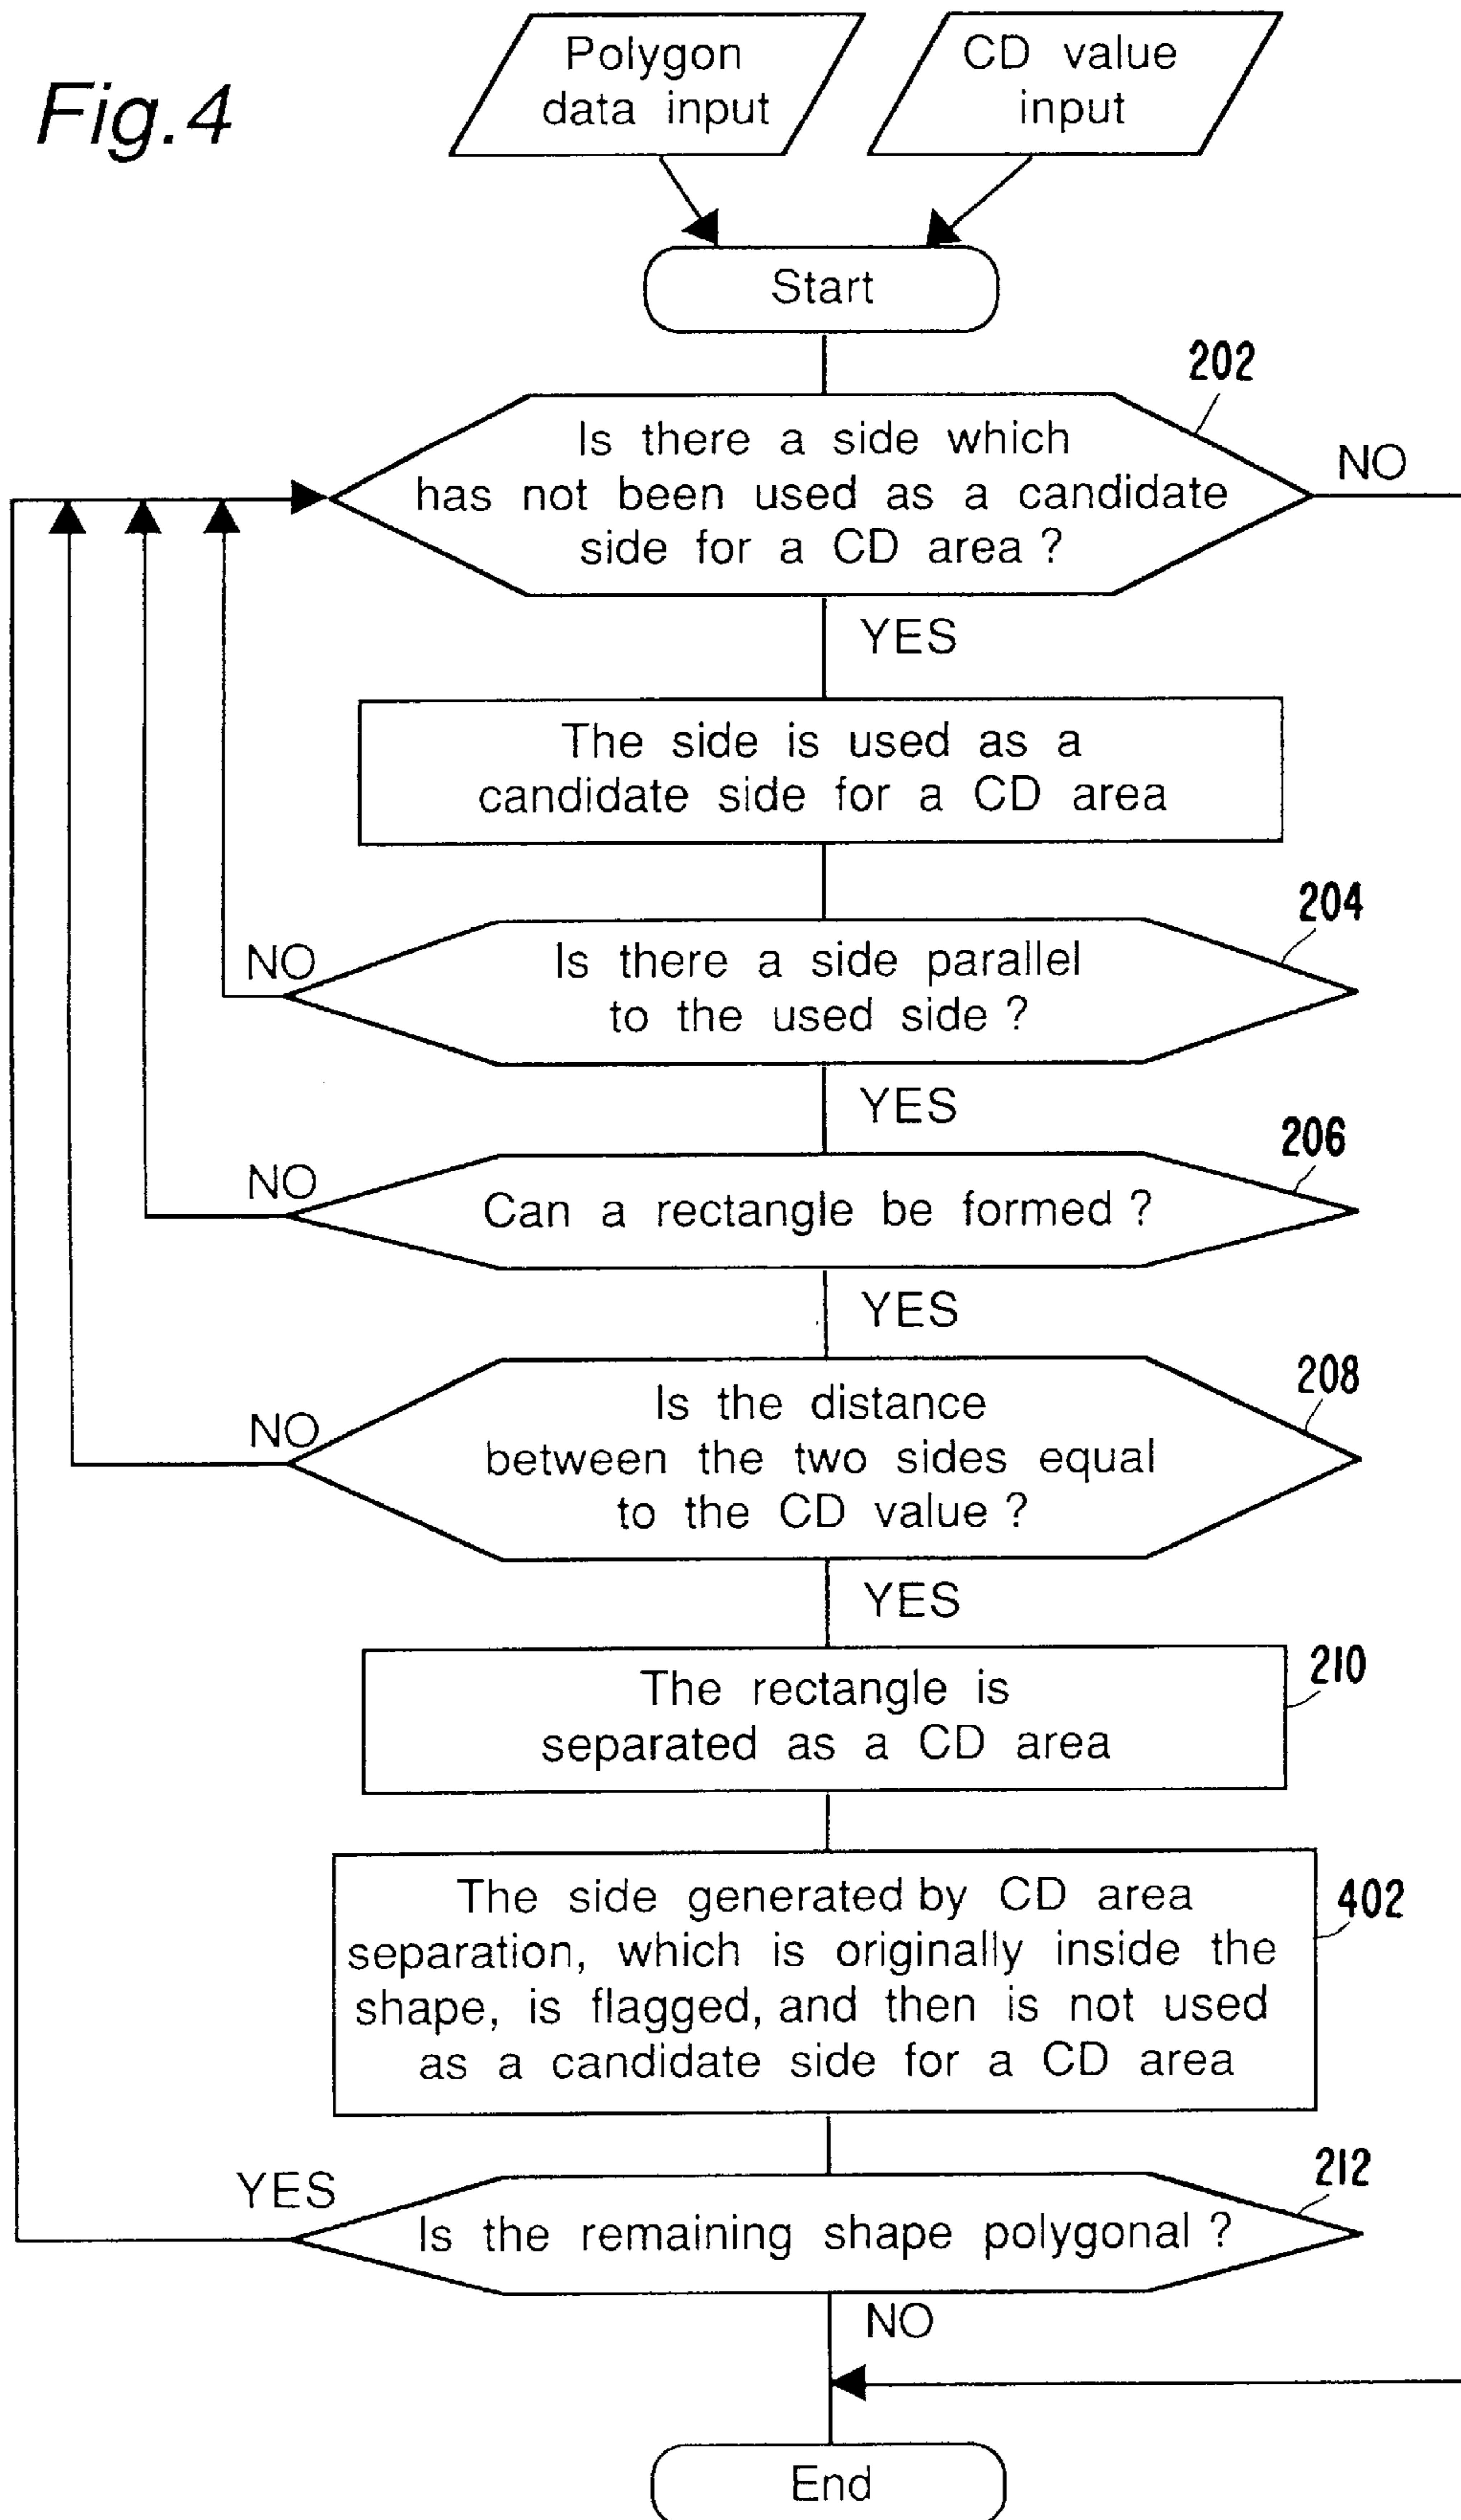 Fig.4
Polygon
data input
CD value
input
Start
202
Is there a side which
has not been used as a candidate
side for a CD area ?
NO
YES
The side is used as a
candidate side for a CD area
204
Is there a side parallel
to the used side ?
NO
YES
206
Can a rectangle be formed ?
NO
YES
208
Is the distance
between the two sides equal
to the CD value ?
NO
YES
210
The rectangle is
separated as a CD area
402
The side generated by CD area
separation, which is originally inside the
shape, is flagged, and then is not used
as a candidate side for a CD area
212
YES
Is the remaining shape polygonal ?
NO
End